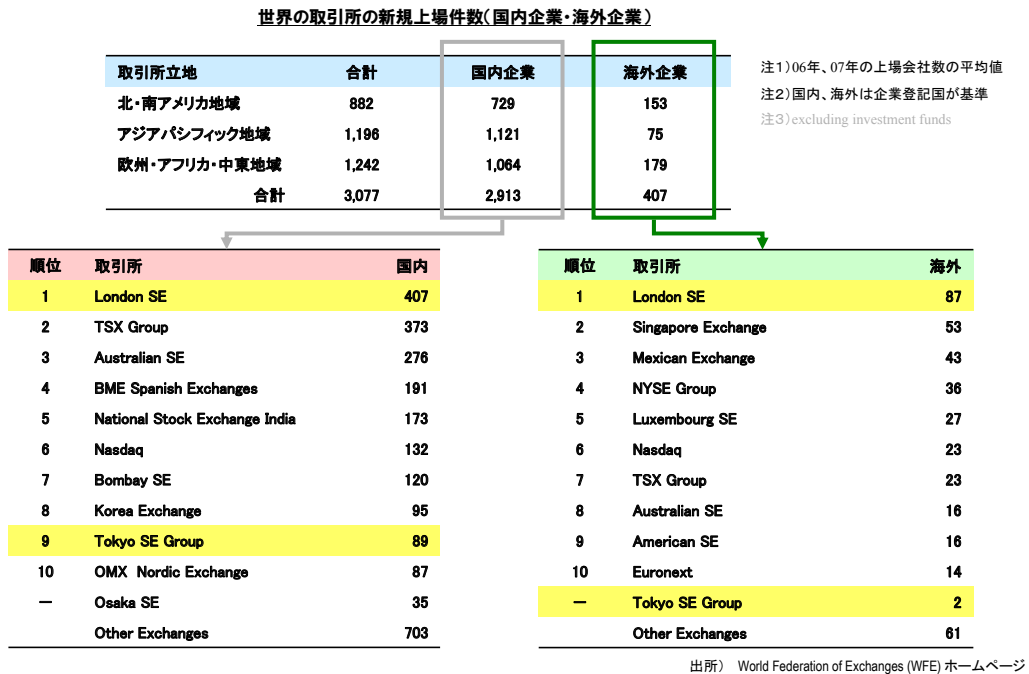 世界の取引所の新規上場件数（国内企業・海外企業）
取引所立地 合計 国内企業 海外企業
北・南アメリカ地域 882 729 153
アジアパシフィック地域 1,196 1,121 75
欧州・アフリカ・中東地域 1,242 1,064 179
合計 3,077 2,913 407
注１）06年、07年の上場会社数の平均値
注２）国内、海外は企業登記国が基準
注３）excluding investment funds
順位 取引所 国内
1 London SE 407
2 TSX Group 373
3 Australian SE 276
4 BME Spanish Exchanges 191
5 National Stock Exchange India 173
6 Nasdaq 132
7 Bombay SE 120
8 Korea Exchange 95
9 Tokyo SE Group 89
10 OMX Nordic Exchange 87
－ Osaka SE 35
Other Exchanges 703
順位 取引所 海外
1 London SE 87
2 Singapore Exchange 53
3 Mexican Exchange 43
4 NYSE Group 36
5 Luxembourg SE 27
6 Nasdaq 23
7 TSX Group 23
8 Australian SE 16
9 American SE 16
10 Euronext 14
－ Tokyo SE Group 2
Other Exchanges 61
出所） World Federation of Exchanges (WFE) ホームページ